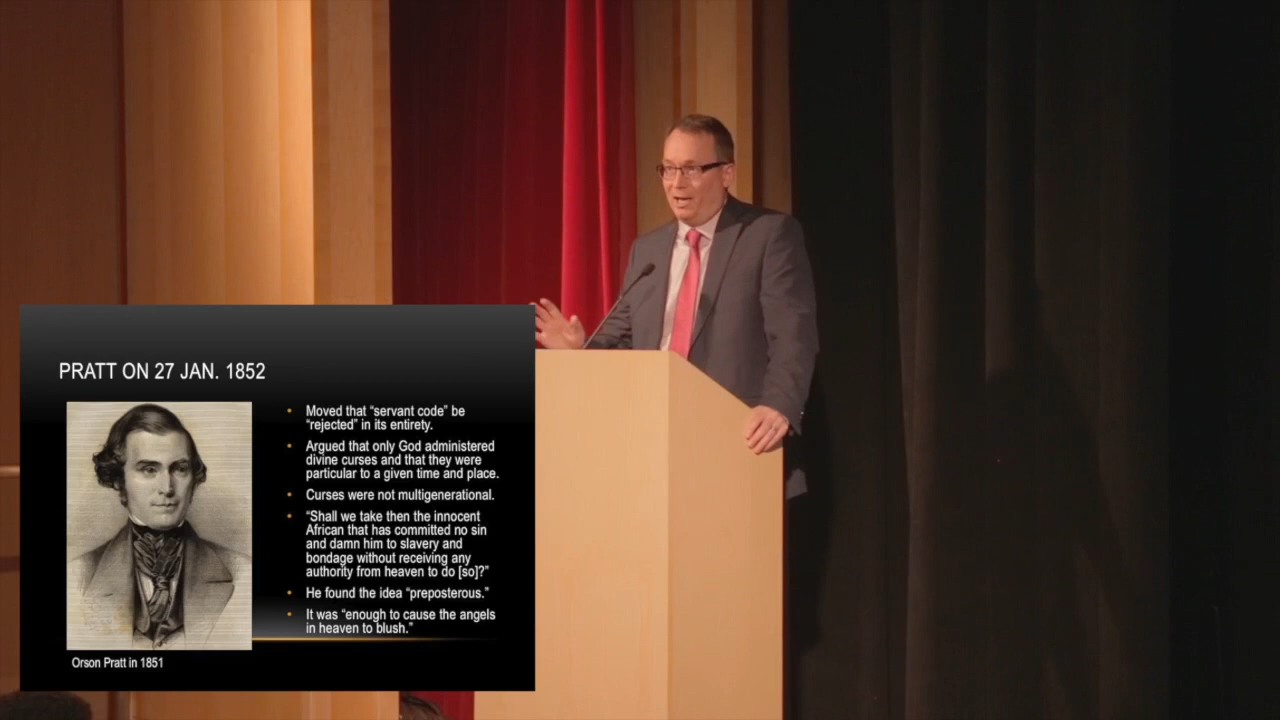 PRATT ON 27 JAN. 1852
• Moved that “servant code” be
“rejected” in its entirety.
• Argued that only God administered
divine curses and that they were
particular to a given time and place.
• Curses were not multigenerational.
• “Shall we take then the innocent
African that has committed no sin
and damn him to slavery and
bondage without receiving any
authority from heaven to do [so]?”
• He found the idea “preposterous.”
• It was “enough to cause the angels
in heaven to blush.”
Orson Pratt in 1851